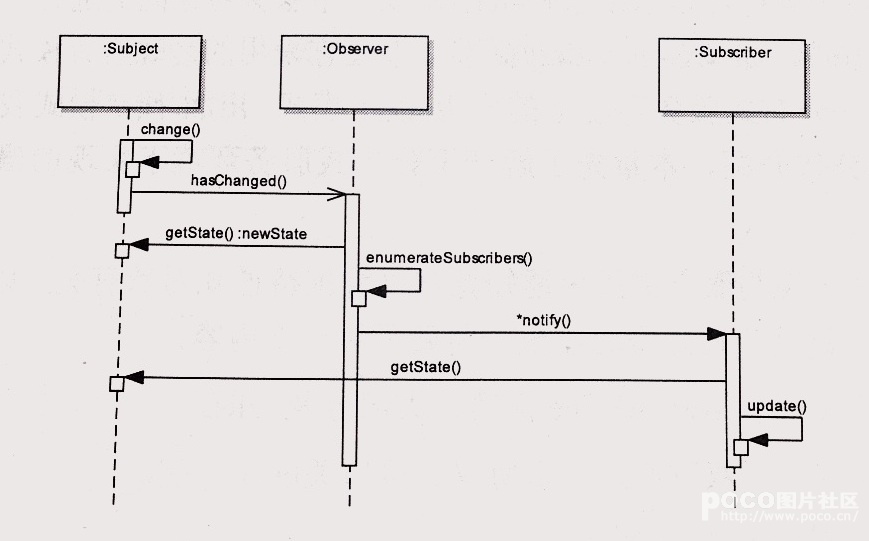 :Subject
:Observer
:Subscriber
change()
hasChanged()
getState() :newState
enumerateSubscribers()
*notify()
getState()
update()
poco图片社区
http://www.poco.cn/